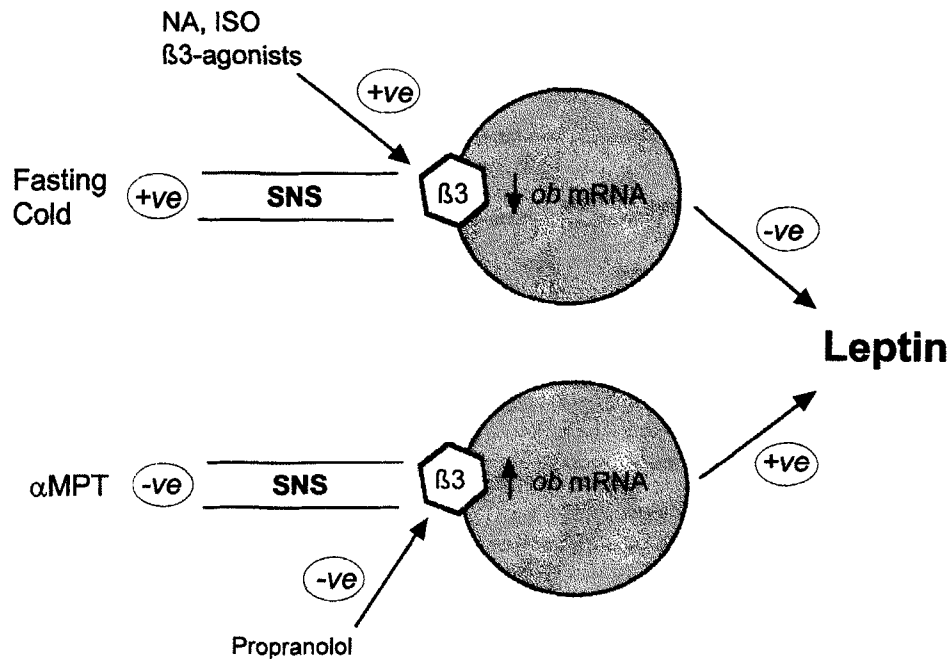 NA, ISO
ß3-agonists
+ve
Fasting
Cold
+ve
SNS
ß3
ob mRNA
-ve
Leptin
αMPT
-ve
SNS
ß3
ob mRNA
+ve
-ve
Propranolol